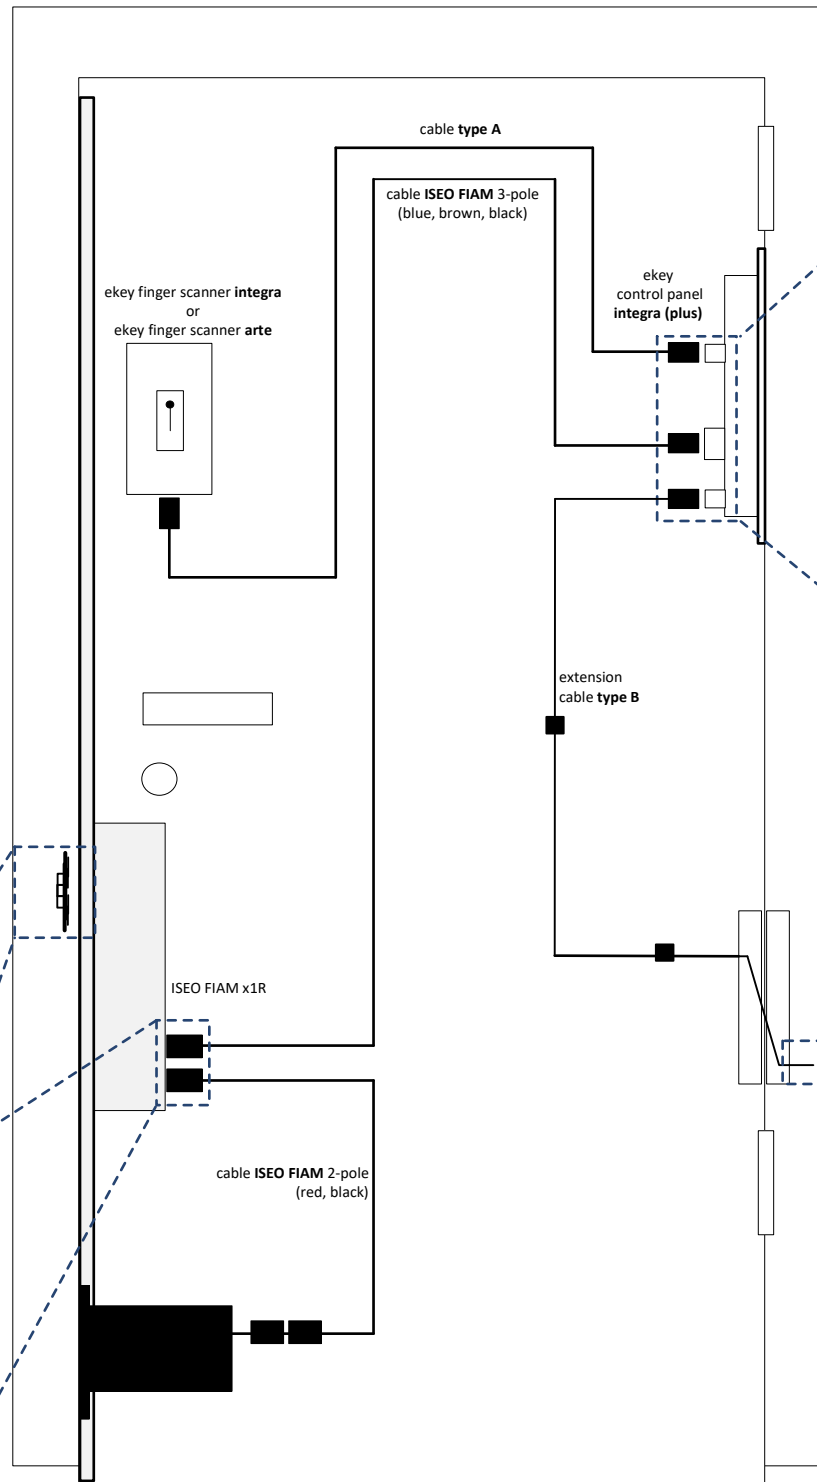 cable type A
cable ISEO FIAM 3-pole
(blue, brown, black)
ekey
control panel
integra (plus)
ekey finger scanner integra
or
ekey finger scanner arte
extension
cable type B
ISEO FIAM x1R
cable ISEO FIAM 2-pole
(red, black)